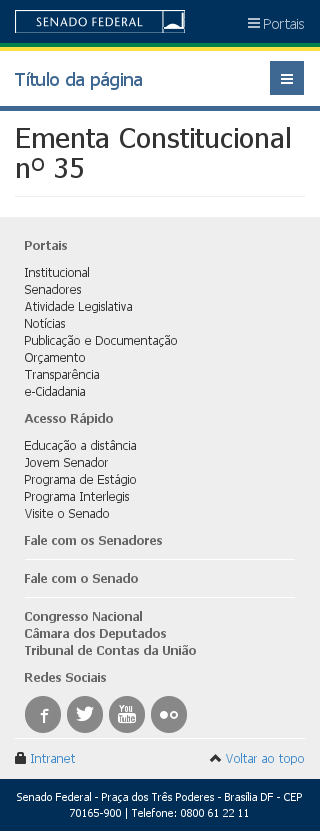 SENADO FEDERAL
Portais
Título da página
Ementa Constitucional
nº 35
Portais
Institucional
Senadores
Atividade Legislativa
Notícias
Publicação e Documentação
Orçamento
Transparência
e-Cidadania
Acesso Rápido
Educação a distância
Jovem Senador
Programa de Estágio
Programa Interlegis
Visite o Senado
Fale com os Senadores
Fale com o Senado
Congresso Nacional
Câmara dos Deputados
Tribunal de Contas da União
Redes Sociais
f You Tube
Intranet
Voltar ao topo
Senado Federal - Praça dos Três Poderes - Brasília DF - CEP
70165-900 | Telefone: 0800 61 22 11